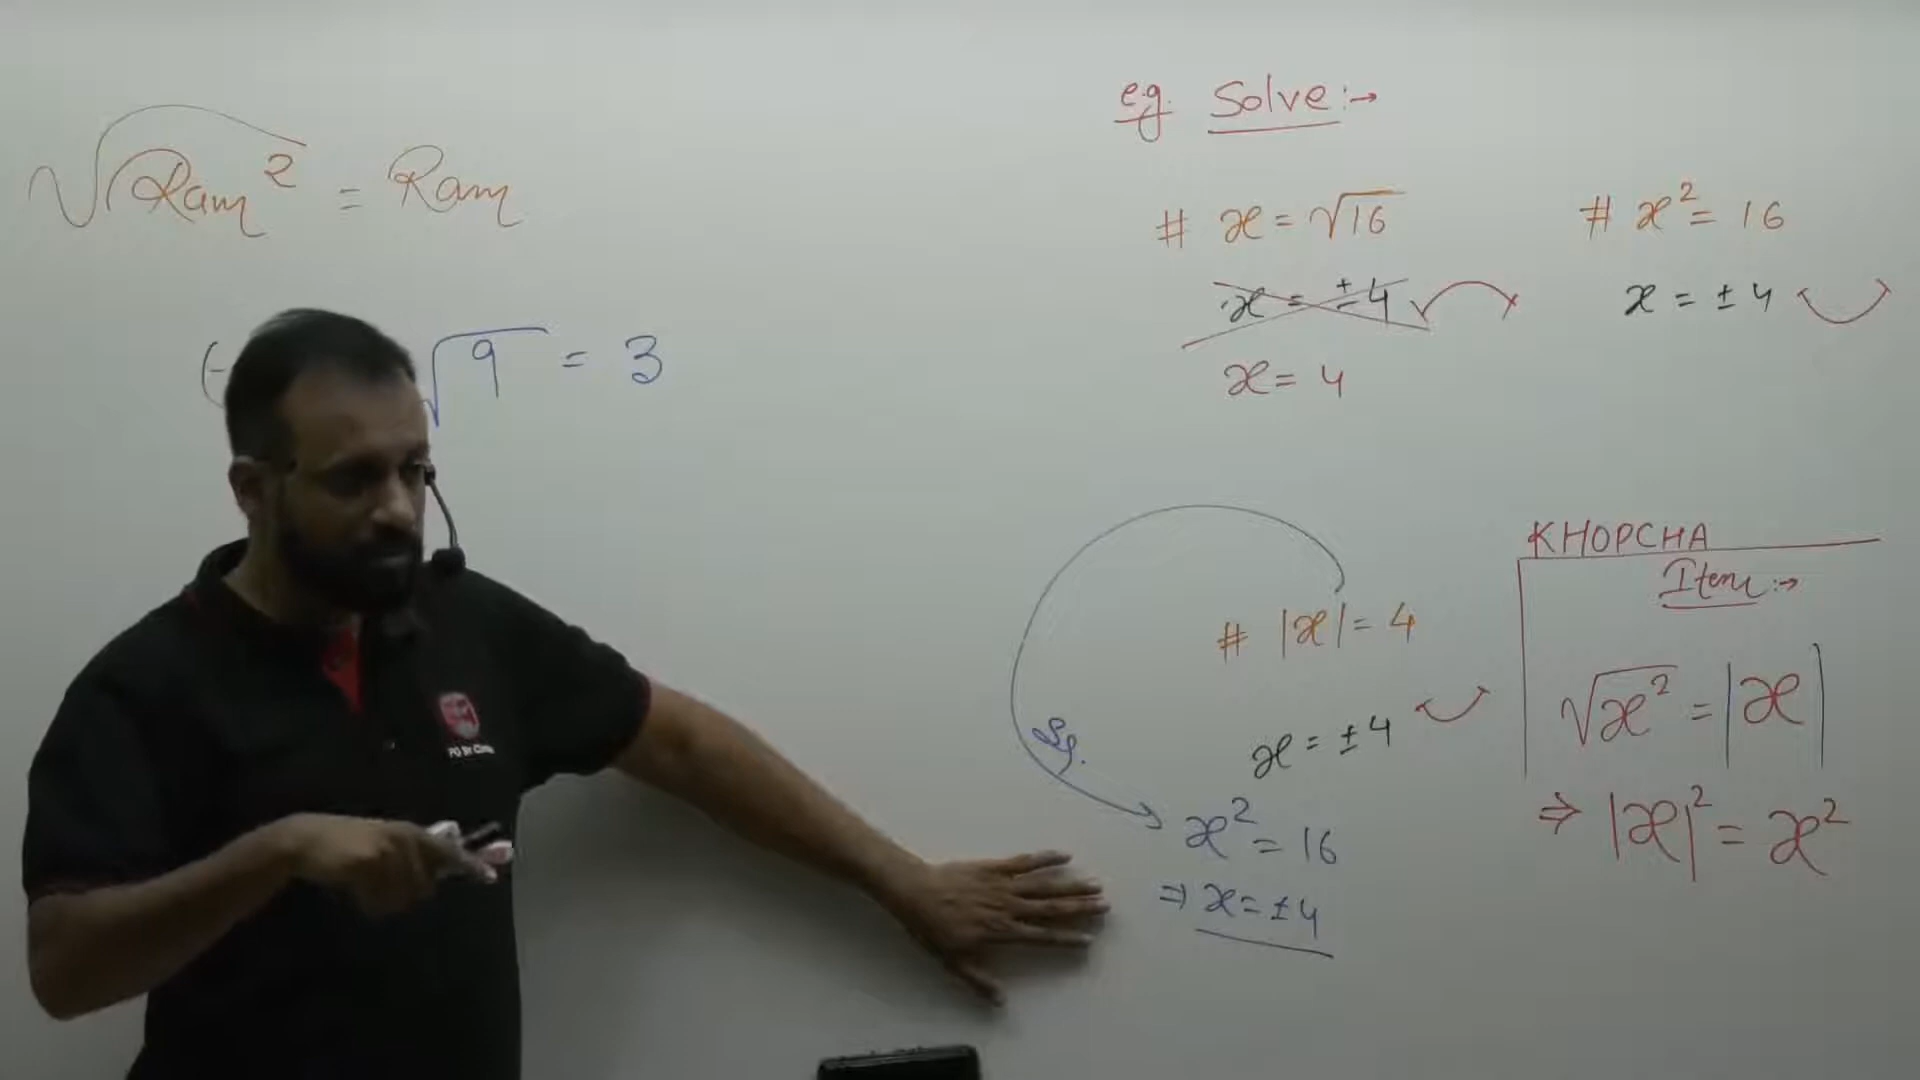 √Ram² = Ram
(-
√9 = 3
e.g. Solve:→
# x = √16
x = ±4
x = 4
# x² = 16
x = ±4
# |x| = 4
x = ±4
Sq.
x² = 16
⇒ x = ±4
KHOPCHA
Item:→
√x² = |x|
⇒ |x|² = x²